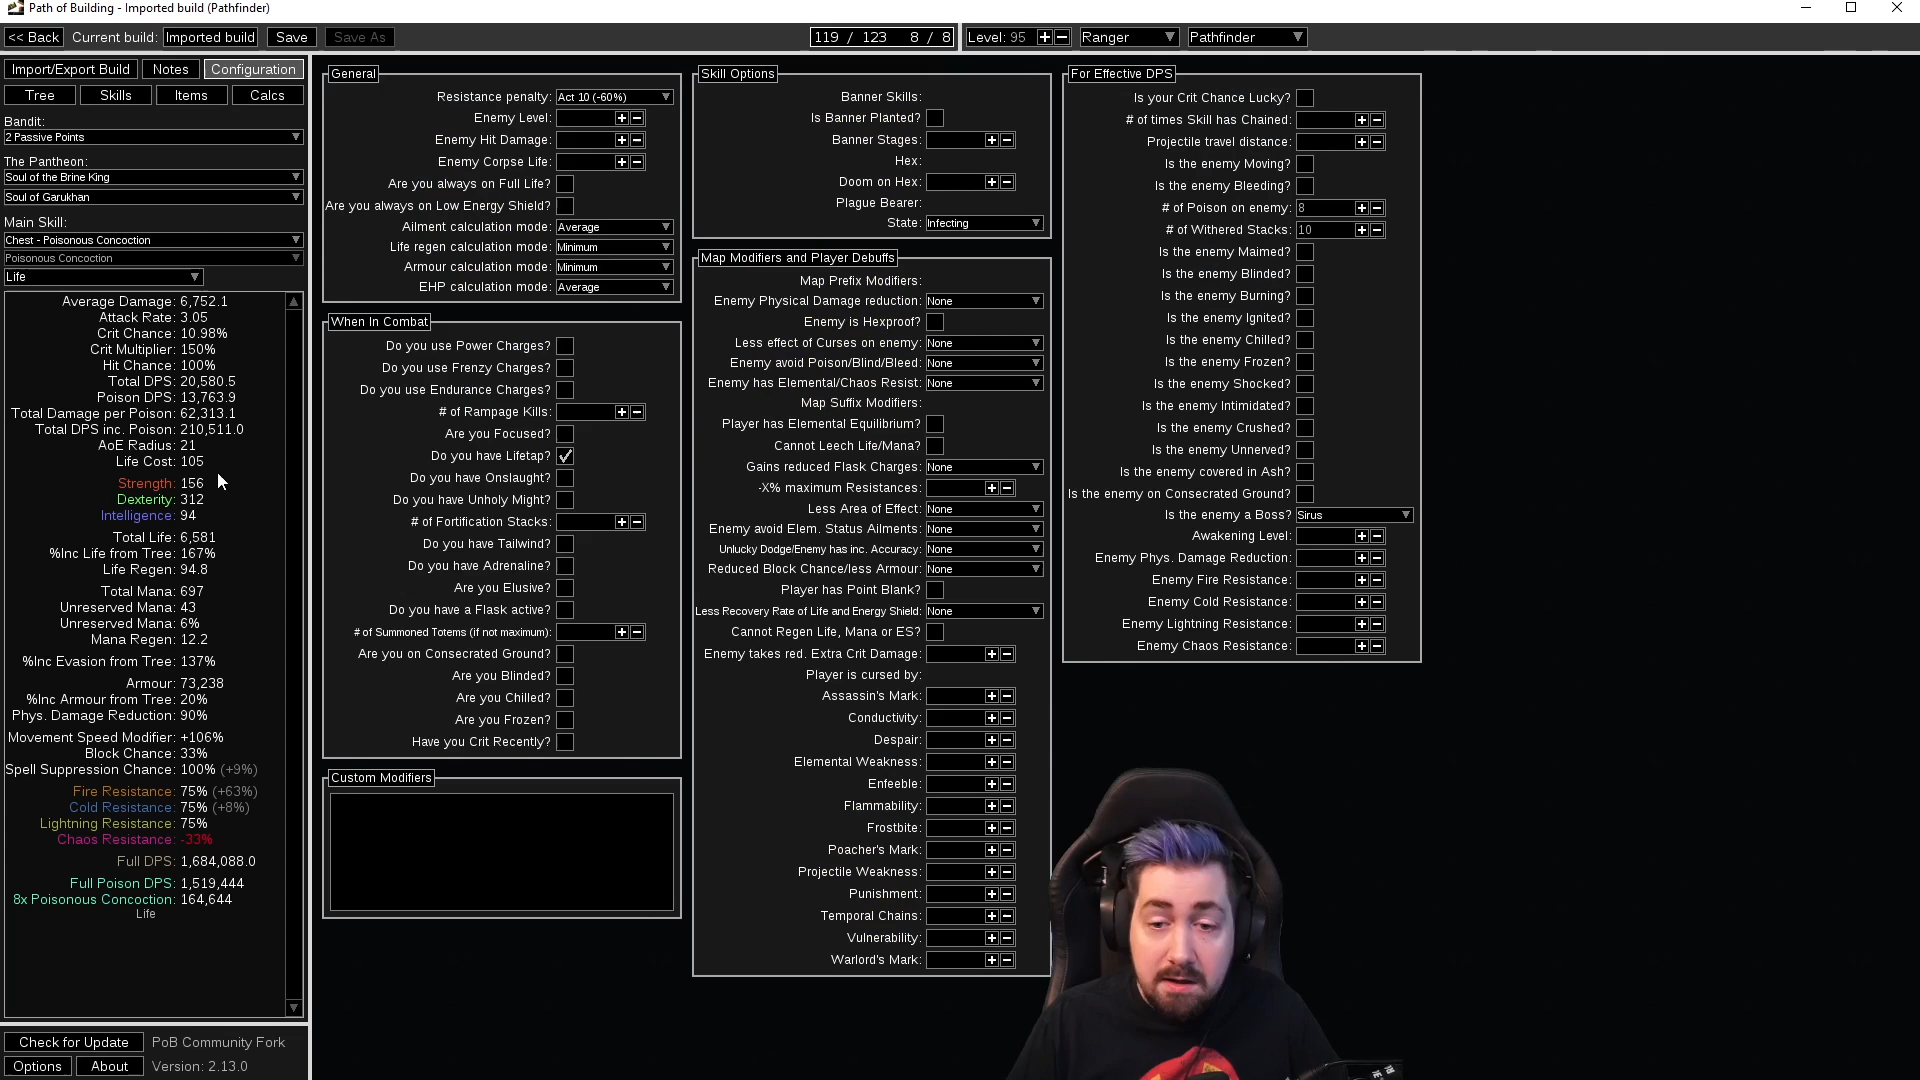 Path of Building - Imported build (Pathfinder)
<< Back Current build: Imported build Save Save As 119 / 123 8 / 8 Level: 95 + - Ranger Pathfinder
Import/Export Build Notes Configuration
Tree Skills Items Calcs
Bandit:
2 Passive Points
The Pantheon:
Soul of the Brine King
Soul of Garukhan
Main Skill:
Chest - Poisonous Concoction
Poisonous Concoction
Life
Average Damage: 6,752.1
Attack Rate: 3.05
Crit Chance: 10.98%
Crit Multiplier: 150%
Hit Chance: 100%
Total DPS: 20,580.5
Poison DPS: 13,763.9
Total Damage per Poison: 62,313.1
Total DPS inc. Poison: 210,511.0
AoE Radius: 21
Life Cost: 105
Strength: 156
Dexterity: 312
Intelligence: 94
Total Life: 6,581
%Inc Life from Tree: 167%
Life Regen: 94.8
Total Mana: 697
Unreserved Mana: 43
Unreserved Mana: 6%
Mana Regen: 12.2
%Inc Evasion from Tree: 137%
Armour: 73,238
%Inc Armour from Tree: 20%
Phys. Damage Reduction: 90%
Movement Speed Modifier: +106%
Block Chance: 33%
Spell Suppression Chance: 100% (+9%)
Fire Resistance: 75% (+63%)
Cold Resistance: 75% (+8%)
Lightning Resistance: 75%
Chaos Resistance: -33%
Full DPS: 1,684,088.0
Full Poison DPS: 1,519,444
8x Poisonous Concoction: 164,644
Life
Check for Update PoB Community Fork
Options About Version: 2.13.0
General
Resistance penalty: Act 10 (-60%)
Enemy Level: + -
Enemy Hit Damage: + -
Enemy Corpse Life: + -
Are you always on Full Life?
Are you always on Low Energy Shield?
Ailment calculation mode: Average
Life regen calculation mode: Minimum
Armour calculation mode: Minimum
EHP calculation mode: Average
When In Combat
Do you use Power Charges?
Do you use Frenzy Charges?
Do you use Endurance Charges?
# of Rampage Kills: + -
Are you Focused?
Do you have Lifetap?
Do you have Onslaught?
Do you have Unholy Might?
# of Fortification Stacks: + -
Do you have Tailwind?
Do you have Adrenaline?
Are you Elusive?
Do you have a Flask active?
# of Summoned Totems (if not maximum): + -
Are you on Consecrated Ground?
Are you Blinded?
Are you Chilled?
Are you Frozen?
Have you Crit Recently?
Custom Modifiers
Skill Options
Banner Skills:
Is Banner Planted?
Banner Stages: + -
Hex:
Doom on Hex: + -
Plague Bearer:
State: Infecting
Map Modifiers and Player Debuffs
Map Prefix Modifiers:
Enemy Physical Damage reduction: None
Enemy is Hexproof?
Less effect of Curses on enemy: None
Enemy avoid Poison/Blind/Bleed: None
Enemy has Elemental/Chaos Resist: None
Map Suffix Modifiers:
Player has Elemental Equilibrium?
Cannot Leech Life/Mana?
Gains reduced Flask Charges: None
-X% maximum Resistances: + -
Less Area of Effect: None
Enemy avoid Elem. Status Ailments: None
Unlucky Dodge/Enemy has inc. Accuracy: None
Reduced Block Chance/less Armour: None
Player has Point Blank?
Less Recovery Rate of Life and Energy Shield: None
Cannot Regen Life, Mana or ES?
Enemy takes red. Extra Crit Damage: + -
Player is cursed by:
Assassin's Mark: + -
Conductivity: + -
Despair: + -
Elemental Weakness: + -
Enfeeble: + -
Flammability: + -
Frostbite: + -
Poacher's Mark: + -
Projectile Weakness: + -
Punishment: + -
Temporal Chains: + -
Vulnerability: + -
Warlord's Mark: + -
For Effective DPS
Is your Crit Chance Lucky?
# of times Skill has Chained: + -
Projectile travel distance: + -
Is the enemy Moving?
Is the enemy Bleeding?
# of Poison on enemy: 8 + -
# of Withered Stacks: 10 + -
Is the enemy Maimed?
Is the enemy Blinded?
Is the enemy Burning?
Is the enemy Ignited?
Is the enemy Chilled?
Is the enemy Frozen?
Is the enemy Shocked?
Is the enemy Intimidated?
Is the enemy Crushed?
Is the enemy Unnerved?
Is the enemy covered in Ash?
Is the enemy on Consecrated Ground?
Is the enemy a Boss? Sirus
Awakening Level: + -
Enemy Phys. Damage Reduction: + -
Enemy Fire Resistance: + -
Enemy Cold Resistance: + -
Enemy Lightning Resistance: + -
Enemy Chaos Resistance: + -